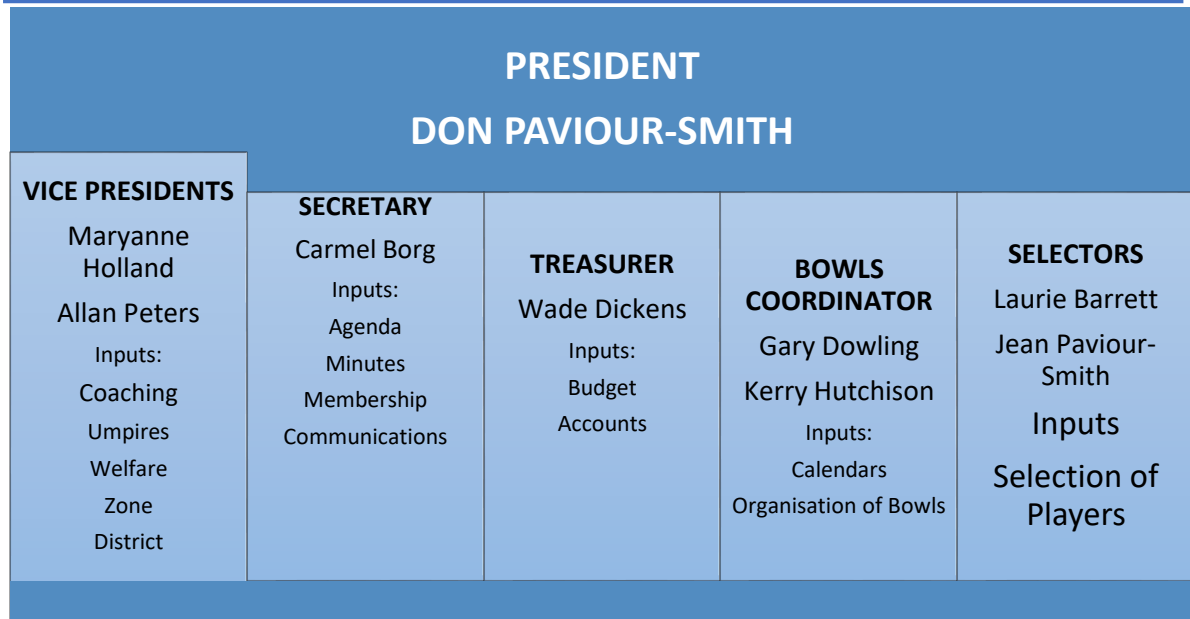 PRESIDENT
DON PAVIOUR-SMITH
VICE PRESIDENTS
Maryanne
Holland
Allan Peters
Inputs:
Coaching
Umpires
Welfare
Zone
District
SECRETARY
Carmel Borg
Inputs:
Agenda
Minutes
Membership
Communications
TREASURER
Wade Dickens
Inputs:
Budget
Accounts
BOWLS
COORDINATOR
Gary Dowling
Kerry Hutchison
Inputs:
Calendars
Organisation of Bowls
SELECTORS
Laurie Barrett
Jean Paviour-
Smith
Inputs
Selection of
Players